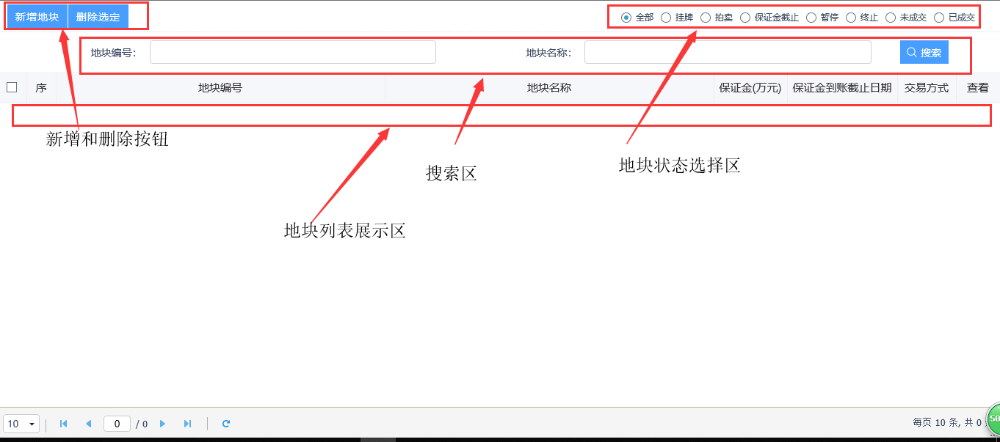 新增地块 删除选定 全部 挂牌 拍卖 保证金截止 暂停 终止 未成交 已成交
地块编号： 地块名称： 搜索
序 地块编号 地块名称 保证金(万元) 保证金到账截止日期 交易方式 查看
新增和删除按钮
地块状态选择区
搜索区
地块列表展示区
10 0 / 0 每页 10 条, 共 0
50